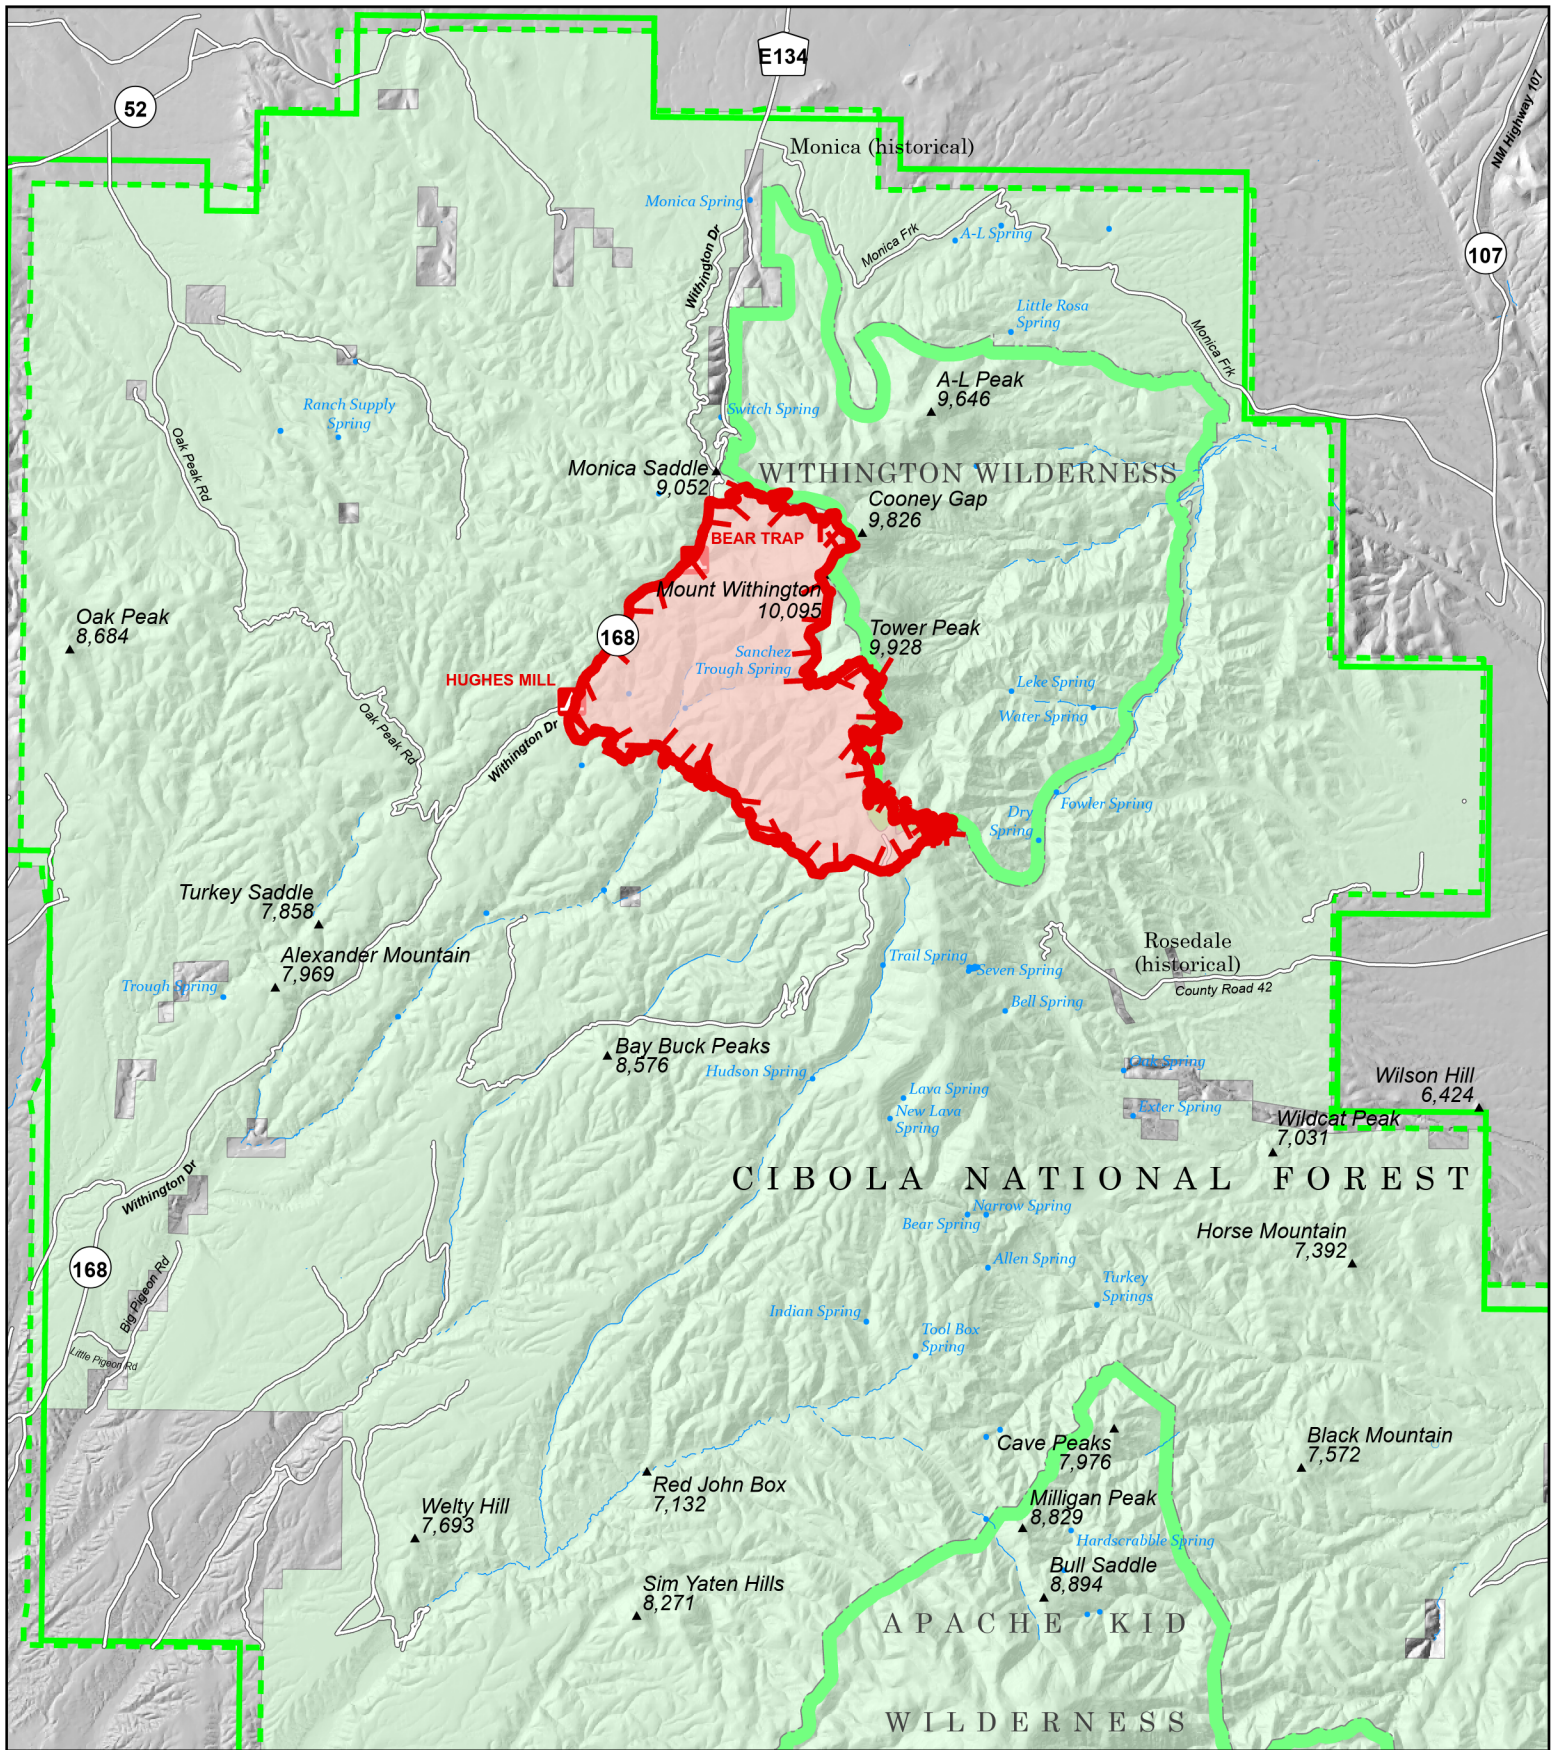 E134
52
NM Highway 107
Monica (historical)
Monica Spring
Withington Dr
Monica Frk
A-L Spring
107
Little Rosa
Spring
Monica Frk
A-L Peak
9,646
Ranch Supply
Spring
Switch Spring
Oak Peak Rd
Monica Saddle
9,052
WITHINGTON WILDERNESS
Cooney Gap
9,826
BEAR TRAP
Mount Withington
10,095
Oak Peak
8,684
168
Tower Peak
9,928
Sanchez
Trough Spring
HUGHES MILL
Leke Spring
Water Spring
Oak Peak Rd
Withington Dr
Fowler Spring
Dry
Spring
Turkey Saddle
7,858
Alexander Mountain
7,969
Trough Spring
Trail Spring
Seven Spring
Rosedale
(historical)
County Road 42
Bell Spring
Bay Buck Peaks
8,576
Hudson Spring
Oak Spring
Lava Spring
New Lava
Spring
Exter Spring
Wilson Hill
6,424
Wildcat Peak
7,031
CIBOLA NATIONAL FOREST
Withington Dr
Narrow Spring
Bear Spring
Horse Mountain
7,392
168
Allen Spring
Big Pigeon Rd
Turkey
Springs
Indian Spring
Tool Box
Spring
Little Pigeon Rd
Cave Peaks
7,976
Black Mountain
7,572
Red John Box
7,132
Welty Hill
7,693
Milligan Peak
8,829
Hardscrabble Spring
Bull Saddle
8,894
Sim Yaten Hills
8,271
APACHE KID
WILDERNESS